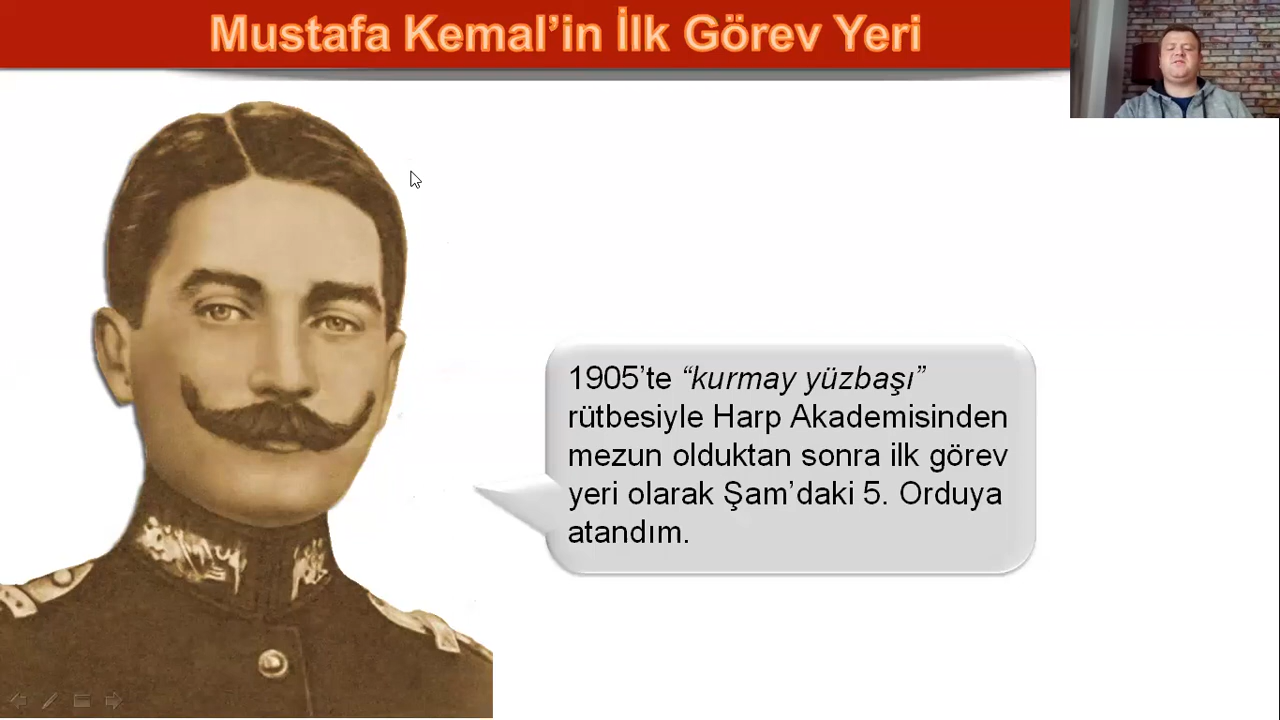 Mustafa Kemal’in İlk Görev Yeri
1905’te “kurmay yüzbaşı”
rütbesiyle Harp Akademisinden
mezun olduktan sonra ilk görev
yeri olarak Şam’daki 5. Orduya
atandım.